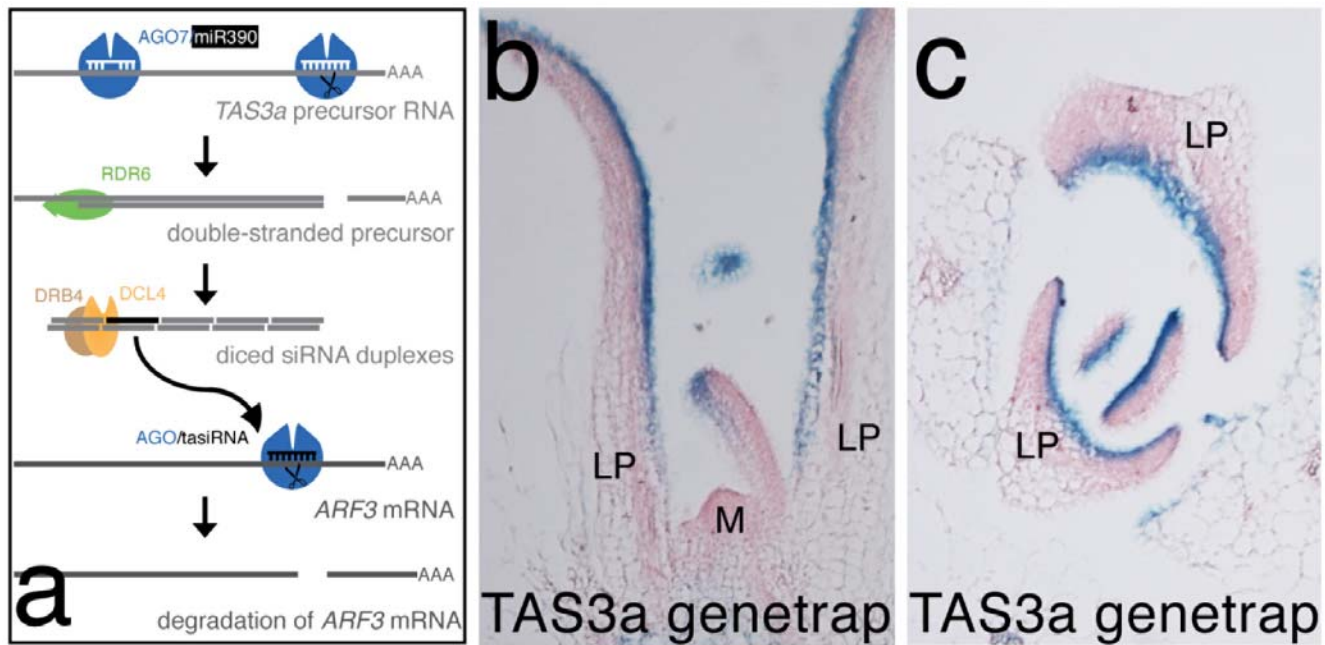 AGO7/miR390
AAA
TAS3a precursor RNA
RDR6
AAA
double-stranded precursor
DRB4 DCL4
diced siRNA duplexes
AGO/tasiRNA
AAA
ARF3 mRNA
AAA
degradation of ARF3 mRNA
a
b
LP
LP
M
TAS3a genetrap
c
LP
LP
TAS3a genetrap